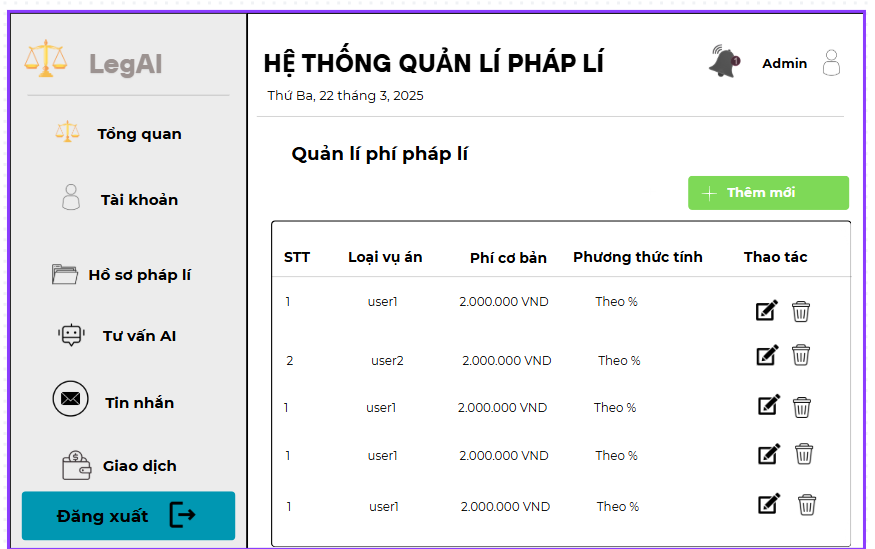 LegAI
Tổng quan
Tài khoản
Hồ sơ pháp lí
Tư vấn AI
Tin nhắn
Giao dịch
Đăng xuất
HỆ THỐNG QUẢN LÍ PHÁP LÍ
Thứ Ba, 22 tháng 3, 2025
1
Admin
Quản lí phí pháp lí
Thêm mới
STT Loại vụ án Phí cơ bản Phương thức tính Thao tác
1 user1 2.000.000 VND Theo %
2 user2 2.000.000 VND Theo %
1 user1 2.000.000 VND Theo %
1 user1 2.000.000 VND Theo %
1 user1 2.000.000 VND Theo %